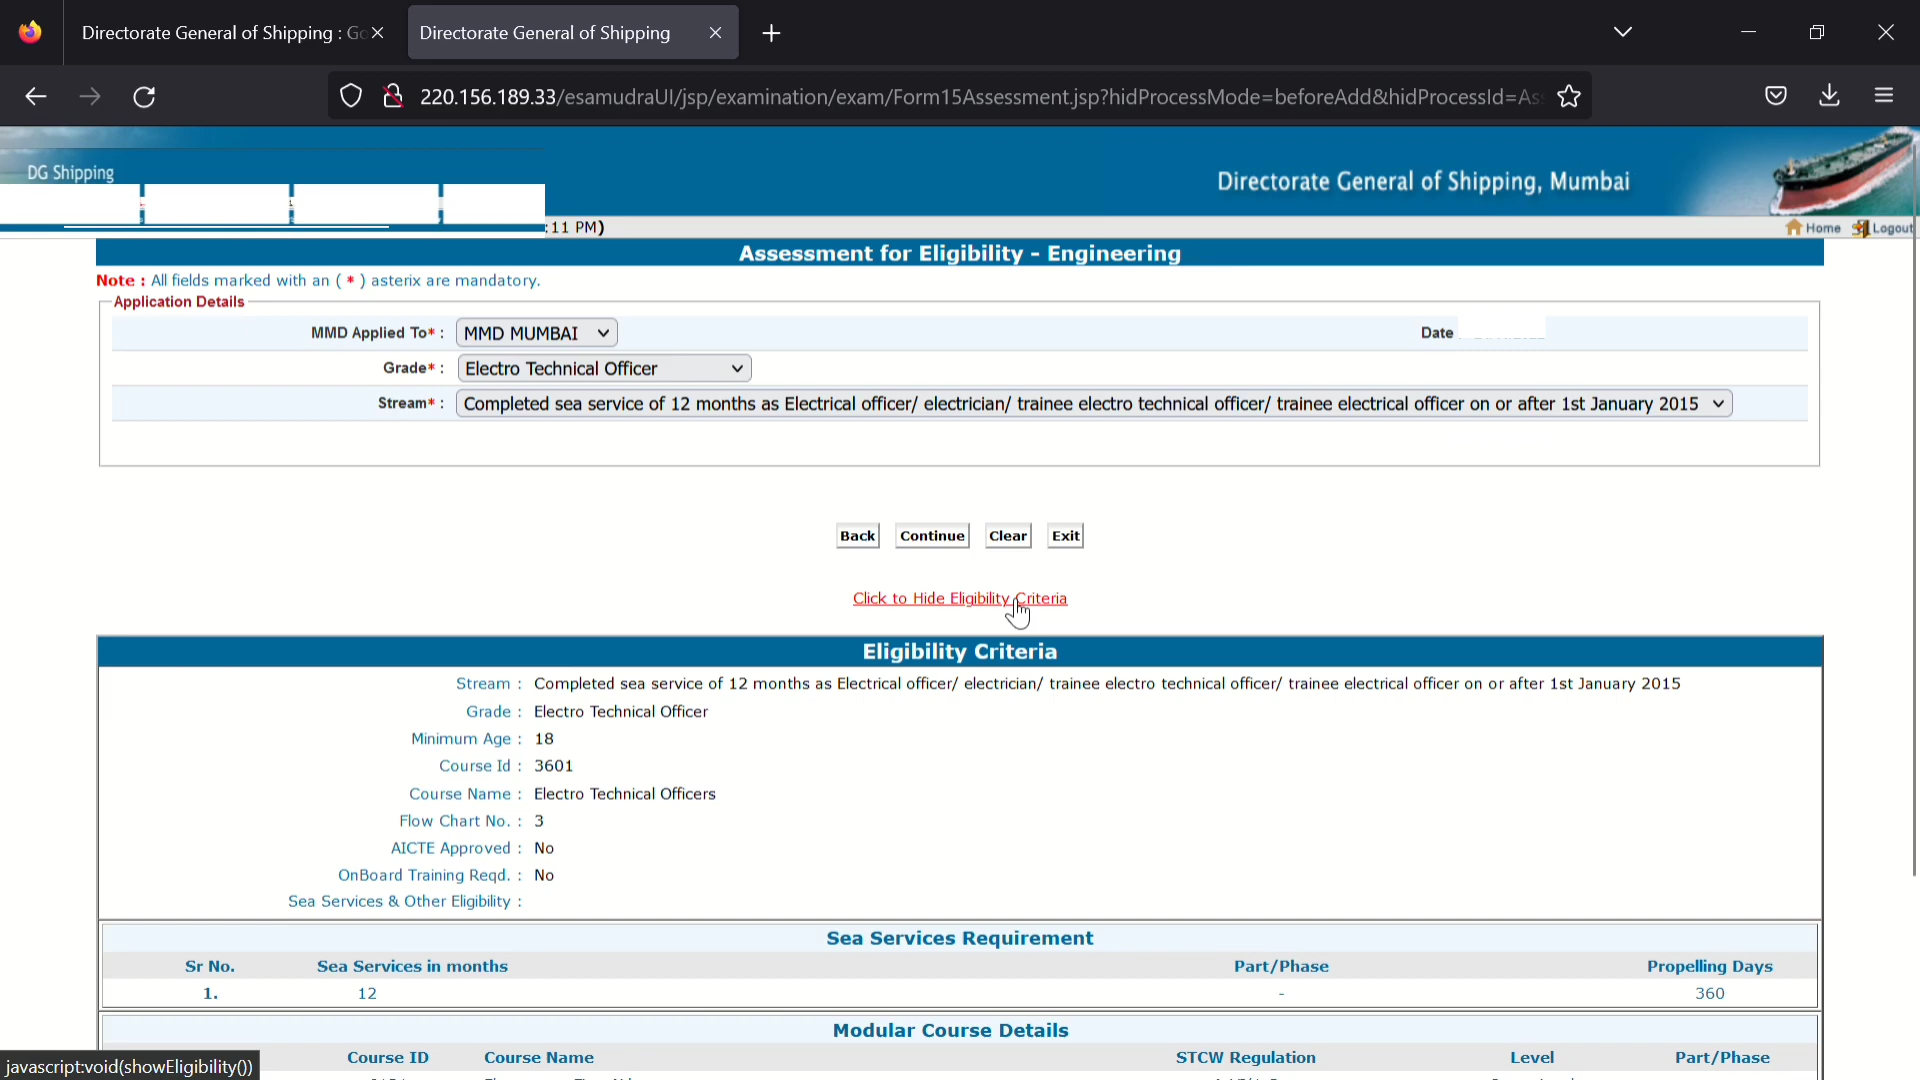 Directorate General of Shipping : Go
Directorate General of Shipping
220.156.189.33/esamudraUI/jsp/examination/exam/Form15Assessment.jsp?hidProcessMode=beforeAdd&hidProcessId=As
DG Shipping
Directorate General of Shipping, Mumbai
:11 PM)
Home Logout
Assessment for Eligibility - Engineering
Note : All fields marked with an ( * ) asterix are mandatory.
Application Details
MMD Applied To* : MMD MUMBAI Date
Grade* : Electro Technical Officer
Stream* : Completed sea service of 12 months as Electrical officer/ electrician/ trainee electro technical officer/ trainee electrical officer on or after 1st January 2015
Back Continue Clear Exit
Click to Hide Eligibility Criteria
Eligibility Criteria
Stream : Completed sea service of 12 months as Electrical officer/ electrician/ trainee electro technical officer/ trainee electrical officer on or after 1st January 2015
Grade : Electro Technical Officer
Minimum Age : 18
Course Id : 3601
Course Name : Electro Technical Officers
Flow Chart No. : 3
AICTE Approved : No
OnBoard Training Reqd. : No
Sea Services & Other Eligibility :
Sea Services Requirement
Sr No. Sea Services in months Part/Phase Propelling Days
1. 12 - 360
Modular Course Details
Course ID Course Name STCW Regulation Level Part/Phase
javascript:void(showEligibility())